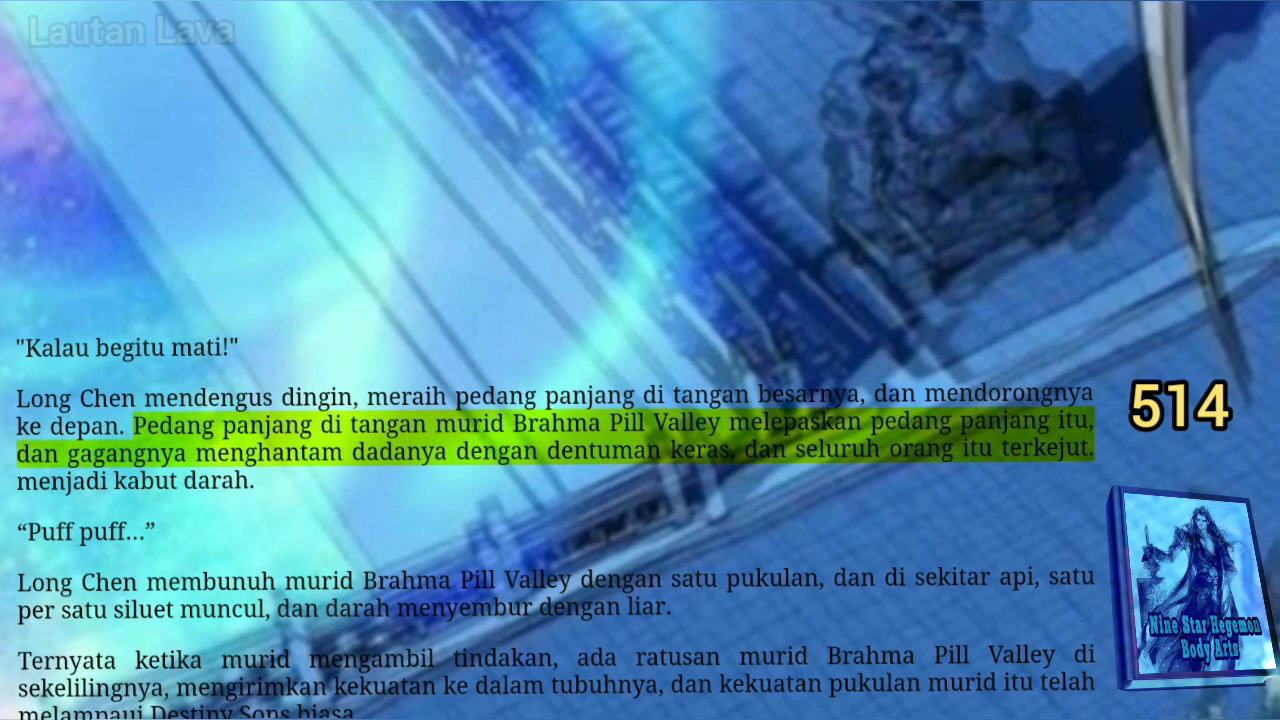 Lautan Lava
"Kalau begitu mati!"
Long Chen mendengus dingin, meraih pedang panjang di tangan besarnya, dan mendorongnya
ke depan. Pedang panjang di tangan murid Brahma Pill Valley melepaskan pedang panjang itu,
dan gagangnya menghantam dadanya dengan dentuman keras, dan seluruh orang itu terkejut.
menjadi kabut darah.
“Puff puff...”
Long Chen membunuh murid Brahma Pill Valley dengan satu pukulan, dan di sekitar api, satu
per satu siluet muncul, dan darah menyembur dengan liar.
Ternyata ketika murid mengambil tindakan, ada ratusan murid Brahma Pill Valley di
sekelilingnya, mengirimkan kekuatan ke dalam tubuhnya, dan kekuatan pukulan murid itu telah
melampaui Destiny Sons biasa
514
Nine Star Hegemon
Body Arts